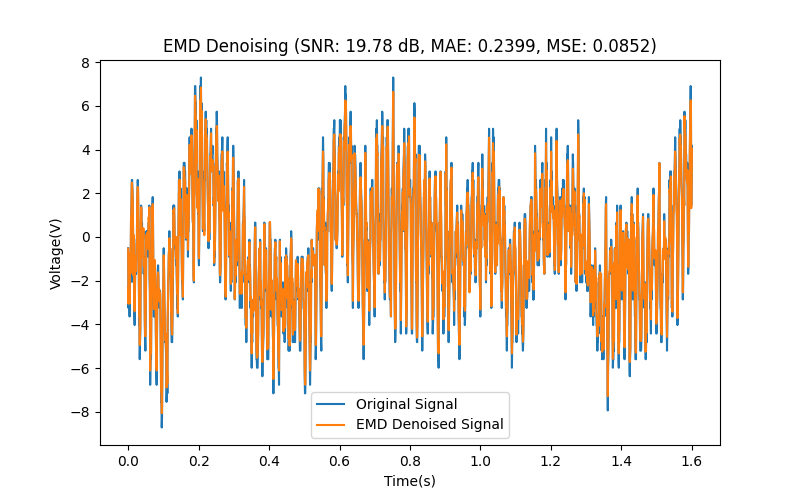 EMD Denoising (SNR: 19.78 dB, MAE: 0.2399, MSE: 0.0852)
8
6
4
2
0
−2
−4
−6
−8
Voltage(V)
Original Signal
EMD Denoised Signal
0.0 0.2 0.4 0.6 0.8 1.0 1.2 1.4 1.6
Time(s)